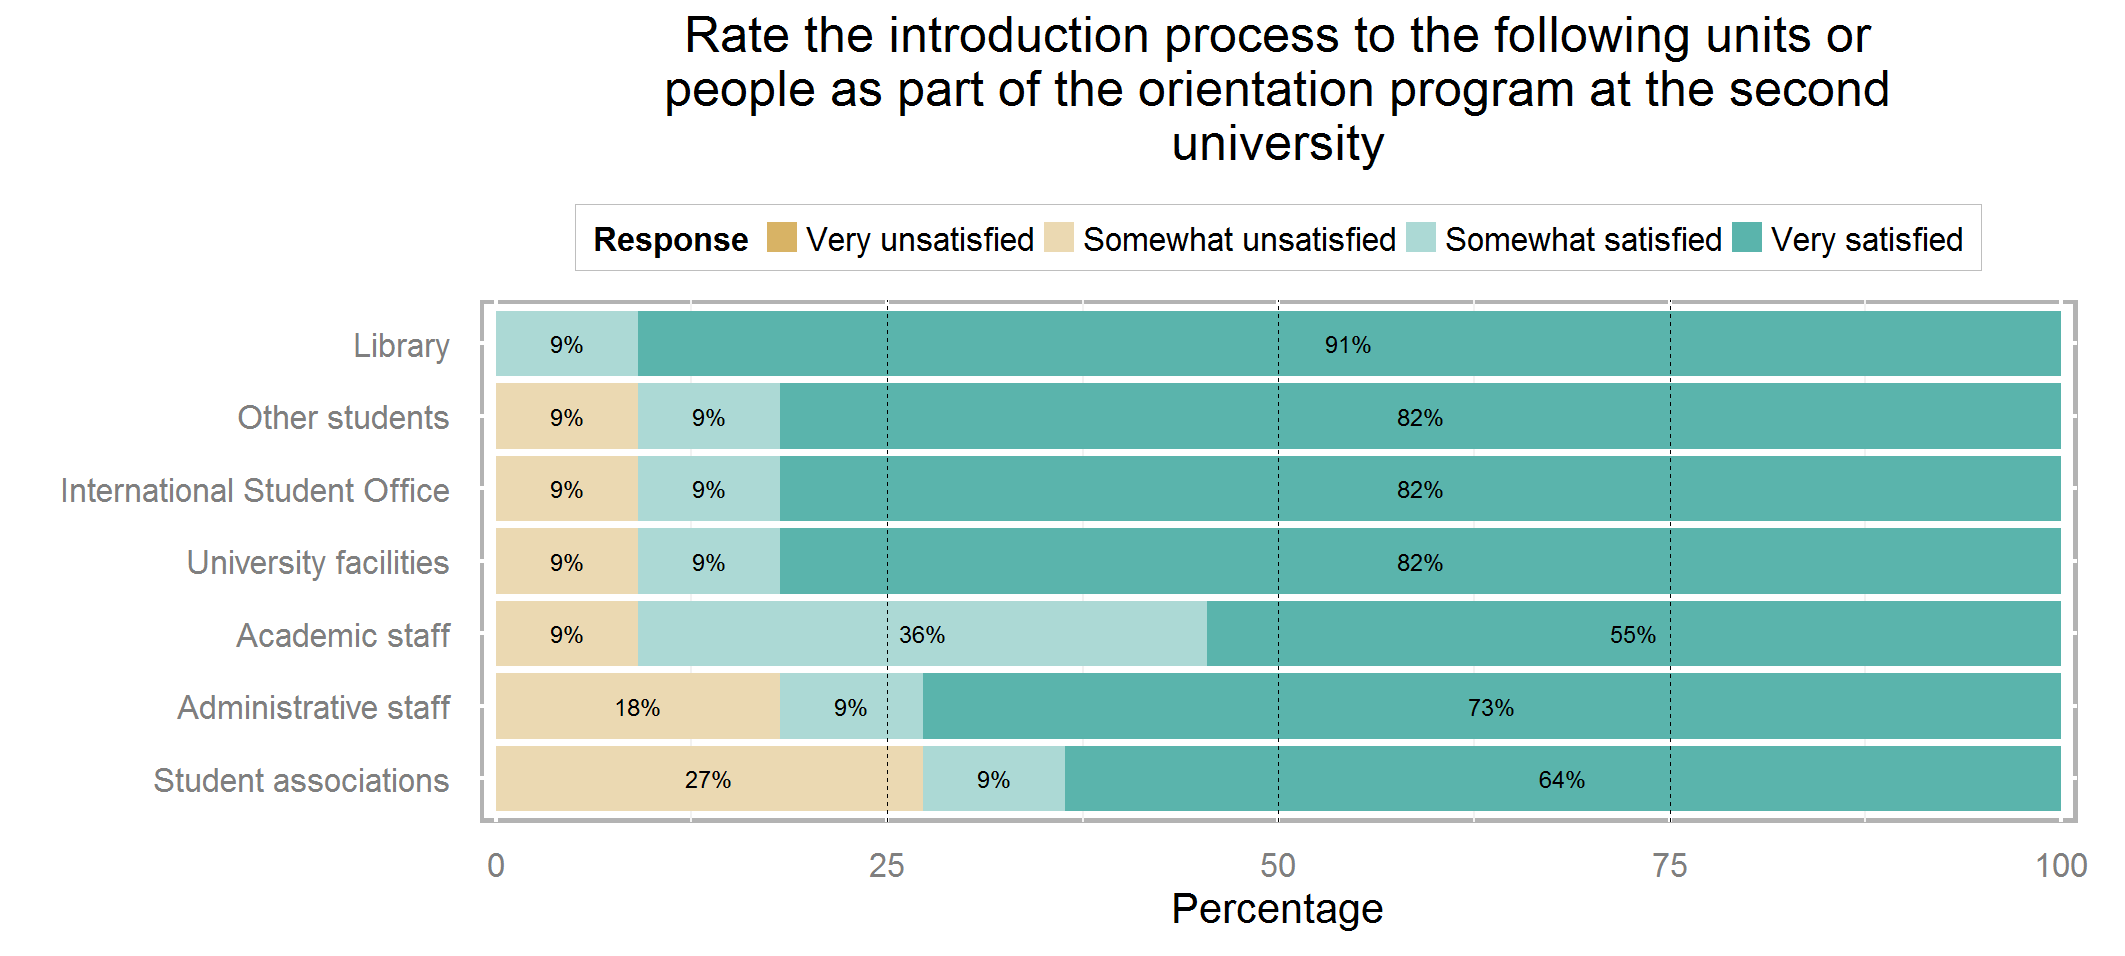 Rate the introduction process to the following units or
people as part of the orientation program at the second
university
Response Very unsatisfied Somewhat unsatisfied Somewhat satisfied Very satisfied
Library 9% 91%
Other students 9% 9% 82%
International Student Office 9% 9% 82%
University facilities 9% 9% 82%
Academic staff 9% 36% 55%
Administrative staff 18% 9% 73%
Student associations 27% 9% 64%
0 25 50 75 100
Percentage